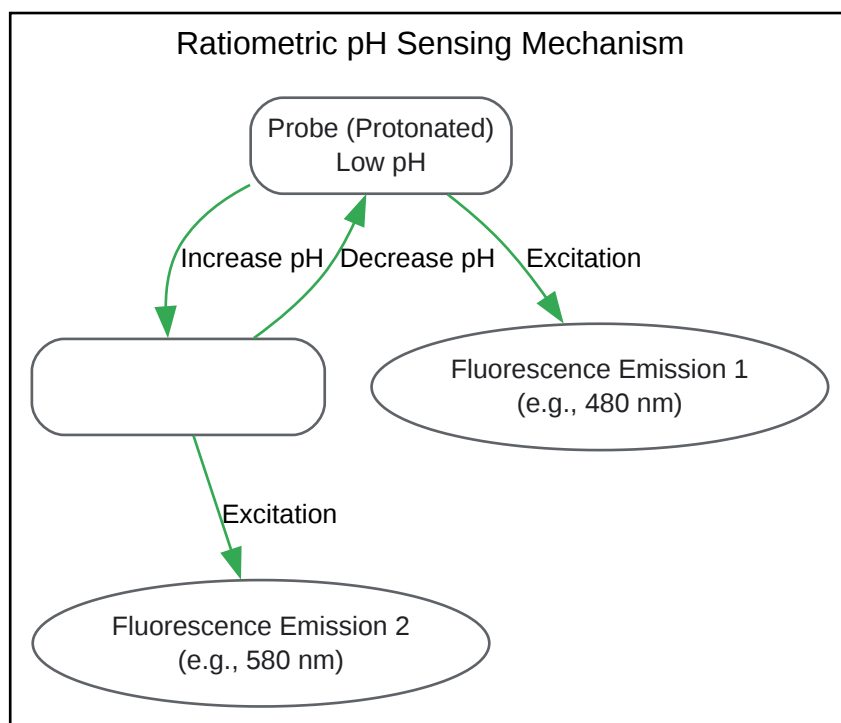 Ratiometric pH Sensing Mechanism
Probe (Protonated)
Low pH
Increase pH
Decrease pH
Excitation
Fluorescence Emission 1
(e.g., 480 nm)
Excitation
Fluorescence Emission 2
(e.g., 580 nm)